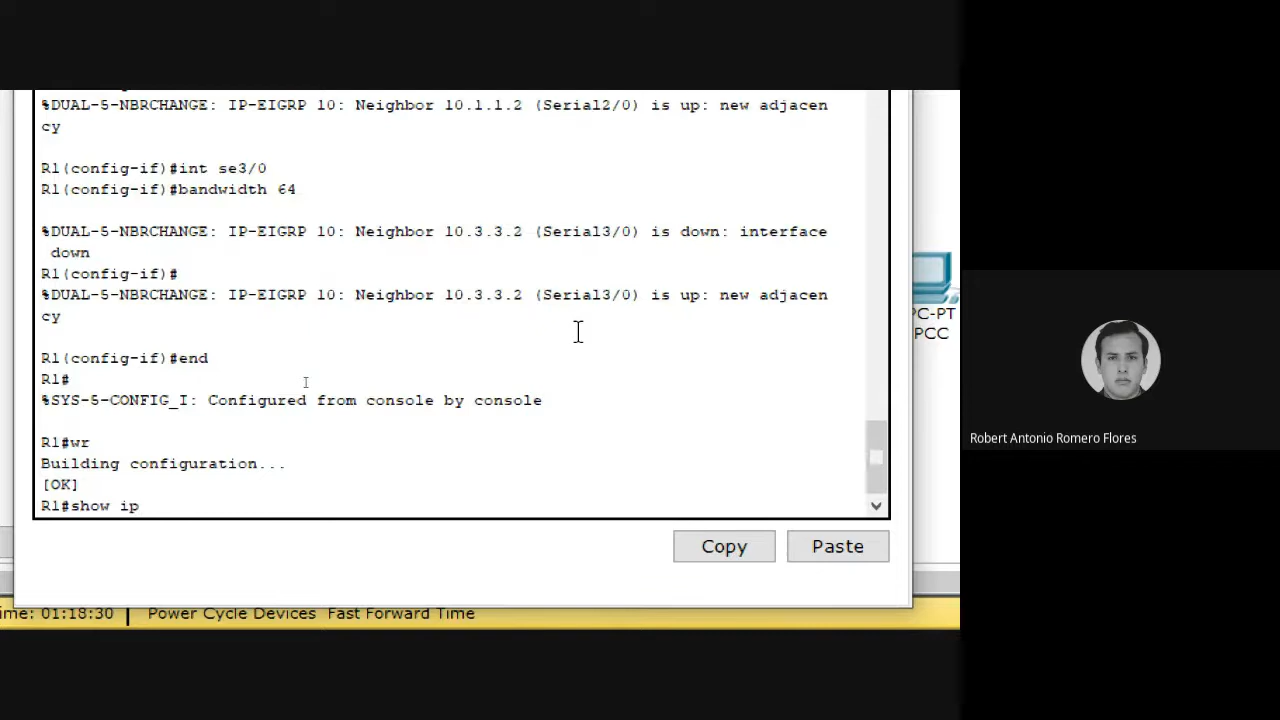 %DUAL-5-NBRCHANGE: IP-EIGRP 10: Neighbor 10.1.1.2 (Serial2/0) is up: new adjacen
cy
R1(config-if)#int se3/0
R1(config-if)#bandwidth 64
%DUAL-5-NBRCHANGE: IP-EIGRP 10: Neighbor 10.3.3.2 (Serial3/0) is down: interface
down
R1(config-if)#
%DUAL-5-NBRCHANGE: IP-EIGRP 10: Neighbor 10.3.3.2 (Serial3/0) is up: new adjacen
cy
R1(config-if)#end
R1#
%SYS-5-CONFIG_I: Configured from console by console
R1#wr
Building configuration...
[OK]
R1#show ip
Copy
Paste
PC-PT
PCC
ime: 01:18:30
Power Cycle Devices Fast Forward Time
Robert Antonio Romero Flores